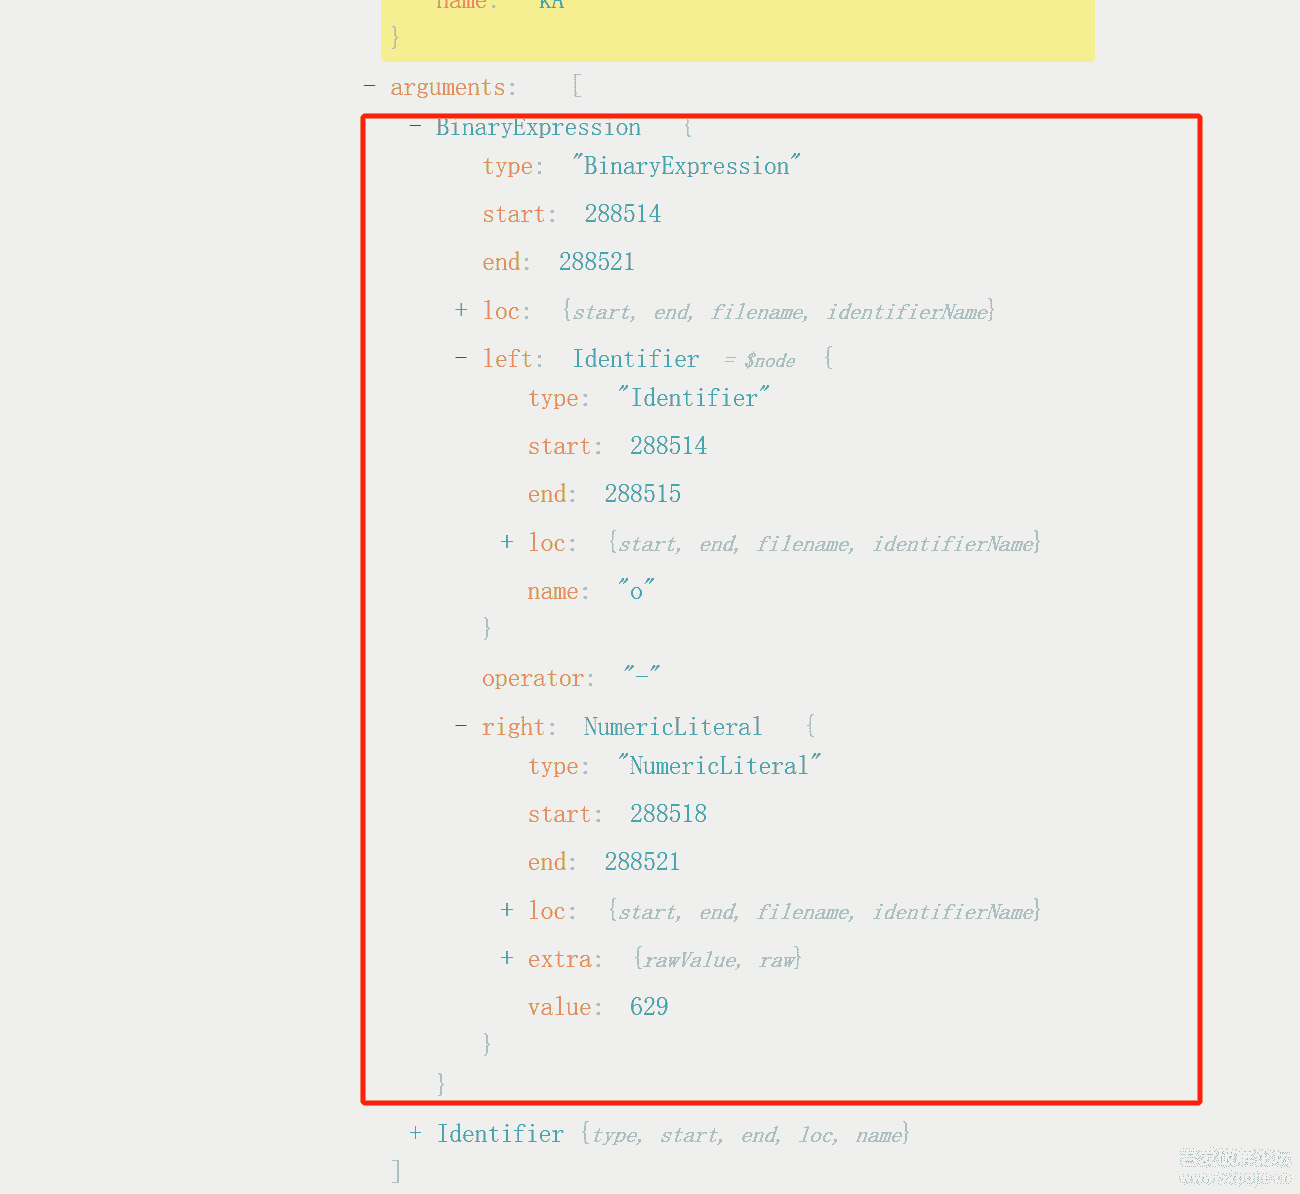 name: "kA"
}
- arguments: [
- BinaryExpression {
type: "BinaryExpression"
start: 288514
end: 288521
+ loc: {start, end, filename, identifierName}
- left: Identifier = $node {
type: "Identifier"
start: 288514
end: 288515
+ loc: {start, end, filename, identifierName}
name: "o"
}
operator: "-"
- right: NumericLiteral {
type: "NumericLiteral"
start: 288518
end: 288521
+ loc: {start, end, filename, identifierName}
+ extra: {rawValue, raw}
value: 629
}
}
+ Identifier {type, start, end, loc, name}
]